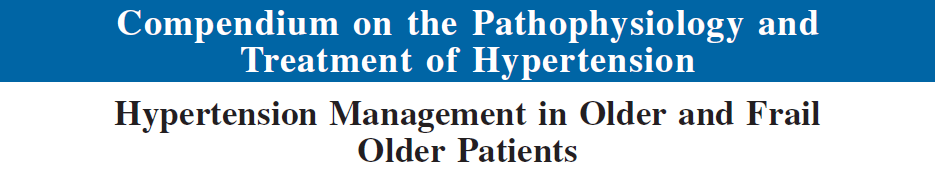 Compendium on the Pathophysiology and
Treatment of Hypertension
Hypertension Management in Older and Frail
Older Patients